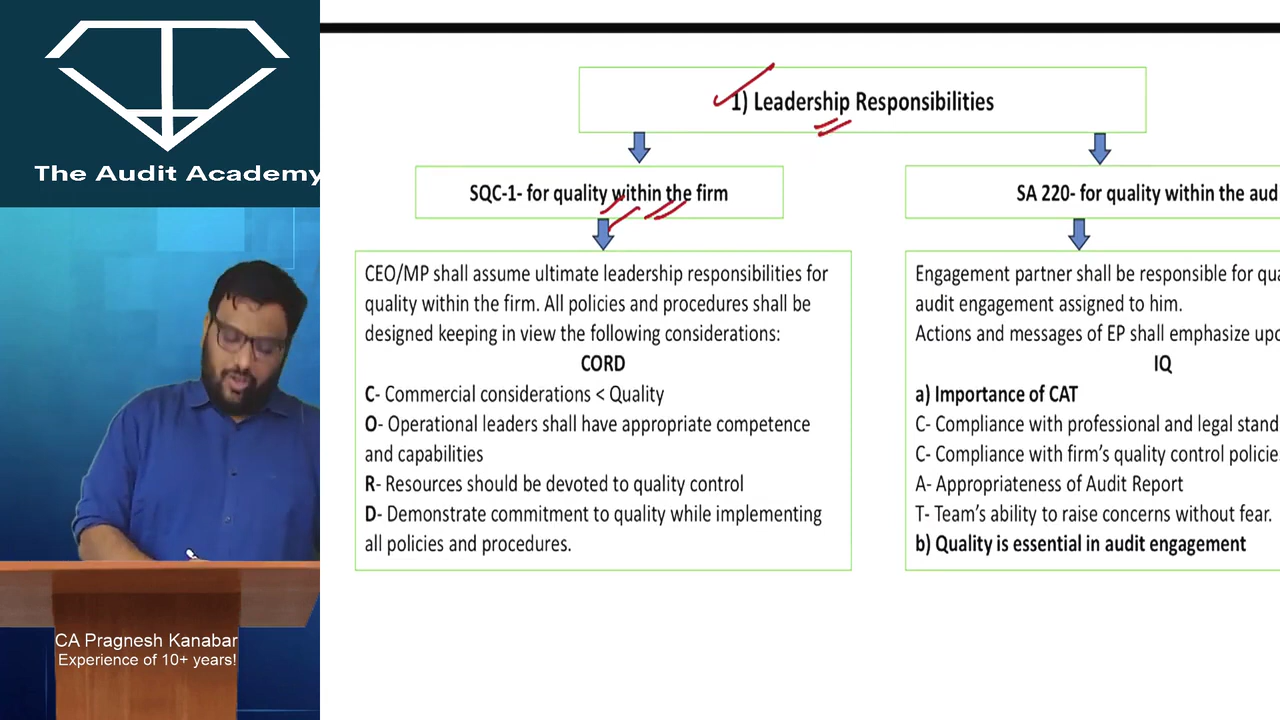 The Audit Academy
1) Leadership Responsibilities
SQC-1- for quality within the firm
SA 220- for quality within the aud
CEO/MP shall assume ultimate leadership responsibilities for
quality within the firm. All policies and procedures shall be
designed keeping in view the following considerations:
CORD
C- Commercial considerations < Quality
O- Operational leaders shall have appropriate competence
and capabilities
R- Resources should be devoted to quality control
D- Demonstrate commitment to quality while implementing
all policies and procedures.
Engagement partner shall be responsible for qua
audit engagement assigned to him.
Actions and messages of EP shall emphasize upo
IQ
a) Importance of CAT
C- Compliance with professional and legal stand
C- Compliance with firm's quality control policie
A- Appropriateness of Audit Report
T- Team's ability to raise concerns without fear.
b) Quality is essential in audit engagement
CA Pragnesh Kanabar
Experience of 10+ years!